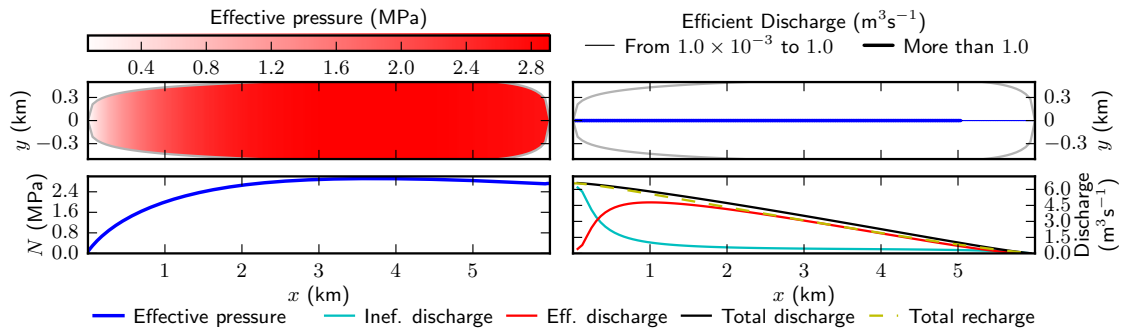 Effective pressure (MPa)
Efficient Discharge (m³s⁻¹)
From 1.0 × 10⁻³ to 1.0
More than 1.0
0.4 0.8 1.2 1.6 2.0 2.4 2.8
y (km)
0.3
0
−0.3
0.3
0
−0.3
y (km)
N (MPa)
2.4
1.6
0.8
0.0
6.0
4.5
3.0
1.5
0.0
Discharge
(m³s⁻¹)
1 2 3 4 5
1 2 3 4 5
x (km)
x (km)
Effective pressure
Inef. discharge
Eff. discharge
Total discharge
Total recharge